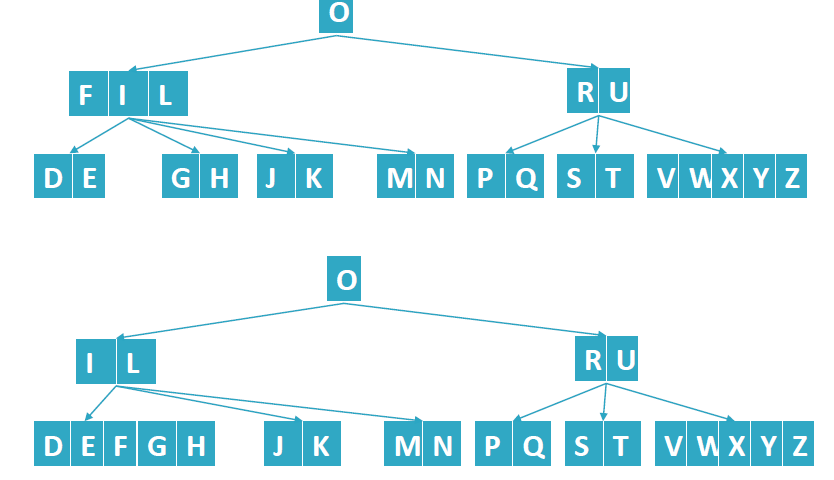 O
F I L R U
D E G H J K M N P Q S T V W X Y Z
O
I L R U
D E F G H J K M N P Q S T V W X Y Z